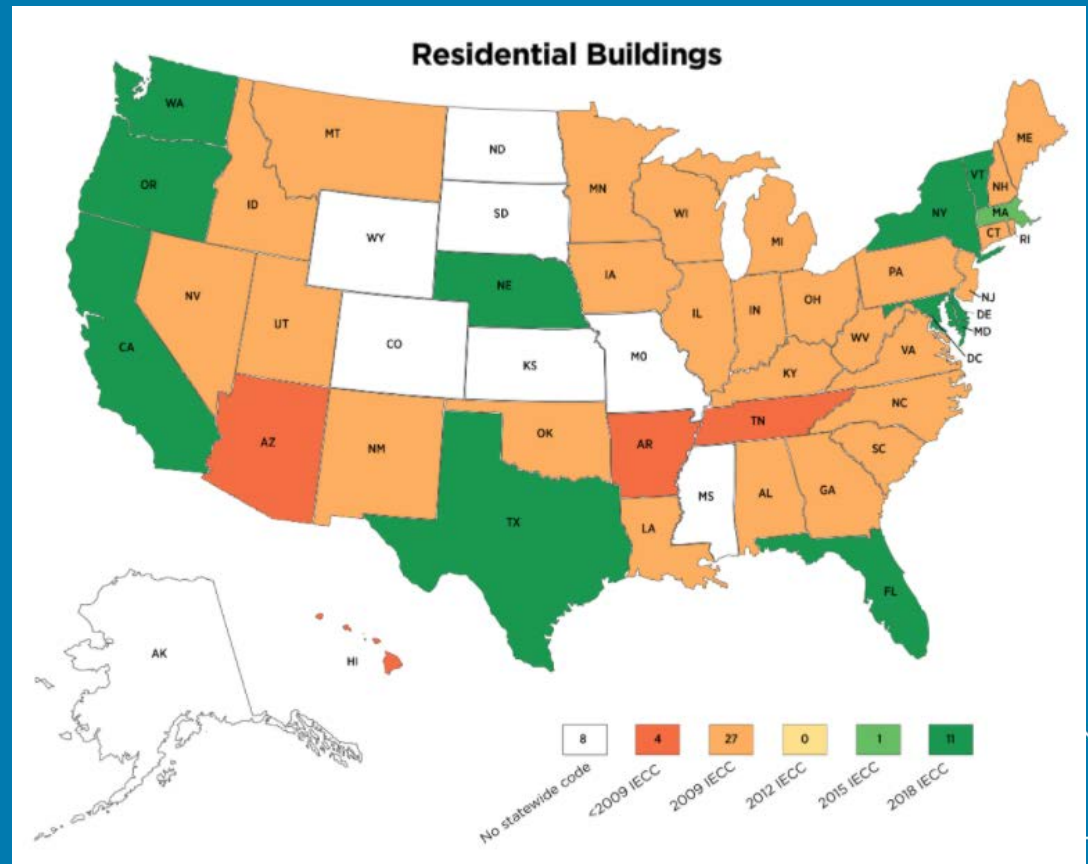 Residential Buildings
WA
MT
ND
ME
OR
MN
VT
NH
ID
SD
WI
NY
MA
WY
MI
CT
RI
NE
IA
PA
NV
UT
IL
IN
OH
NJ
DE
MD
CA
CO
KS
MO
WV
VA
DC
KY
NC
AZ
NM
OK
AR
TN
SC
MS
AL
GA
TX
LA
FL
AK
HI
8
4
27
0
1
11
No statewide code
<2009 IECC
2009 IECC
2012 IECC
2015 IECC
2018 IECC